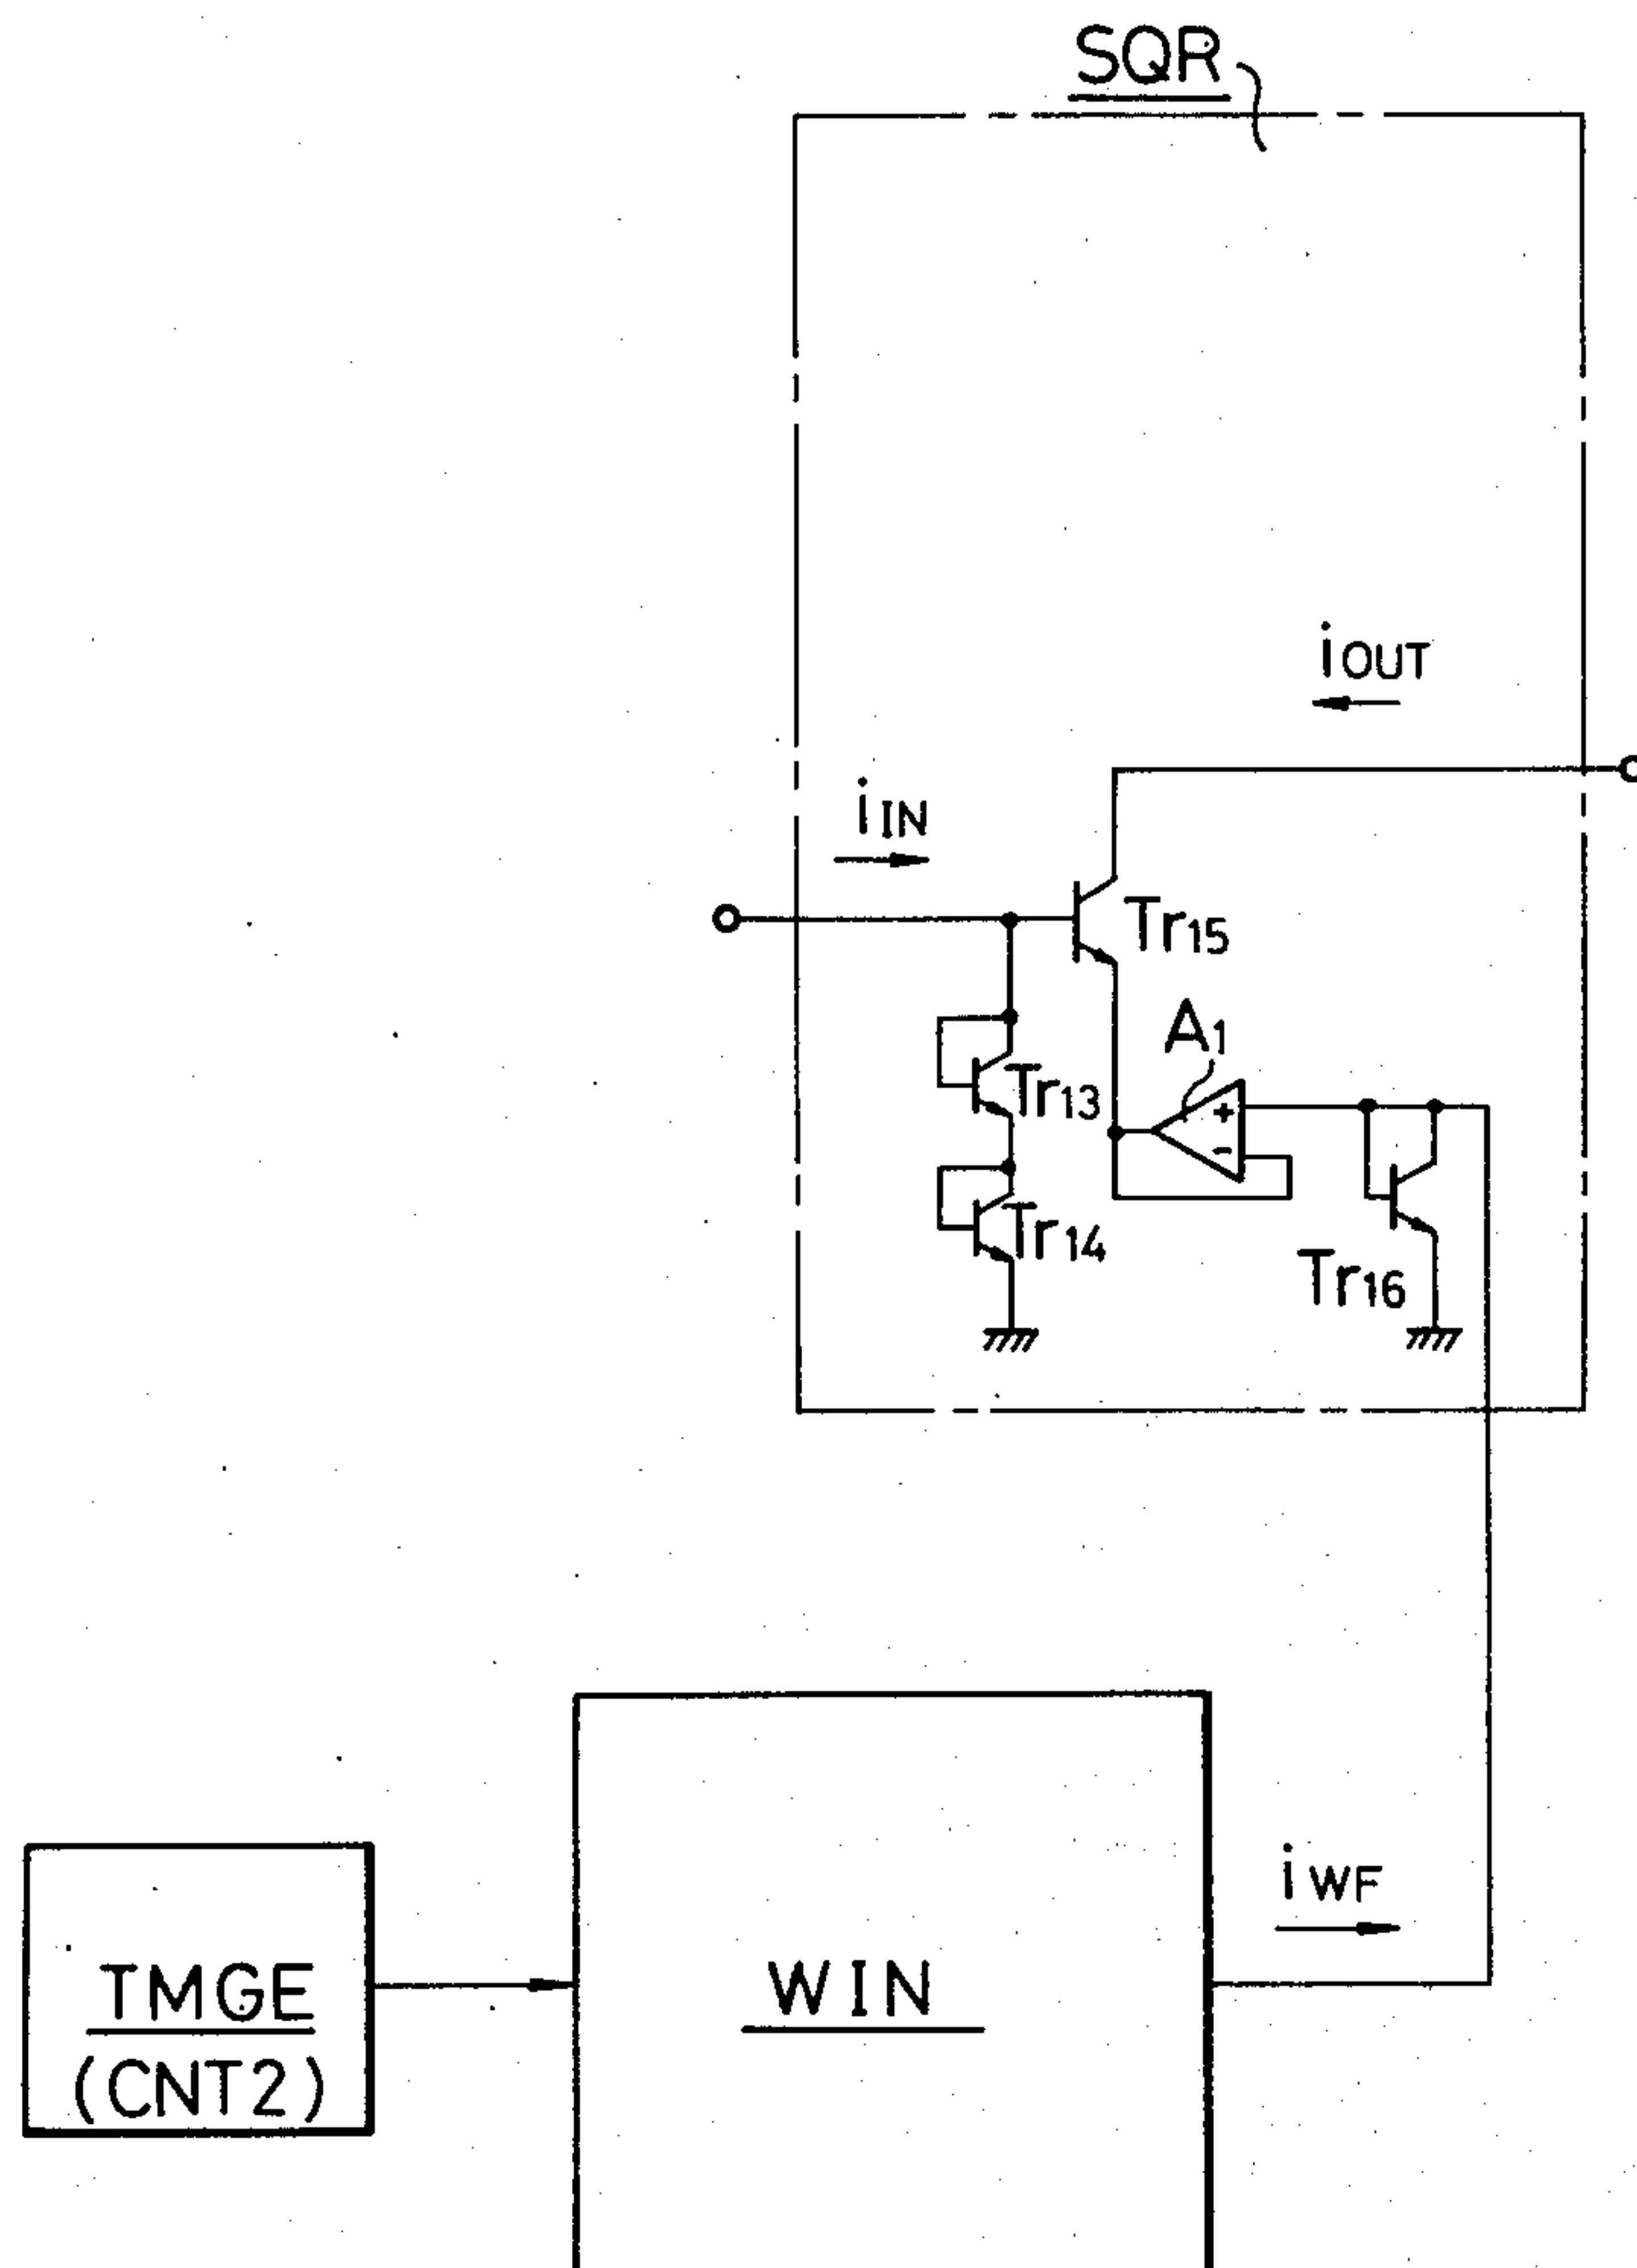 SQR
iOUT
iIN
Tr15
A1
Tr13
+
-
Tr14
Tr16
iWF
TMGE
(CNT2)
WIN